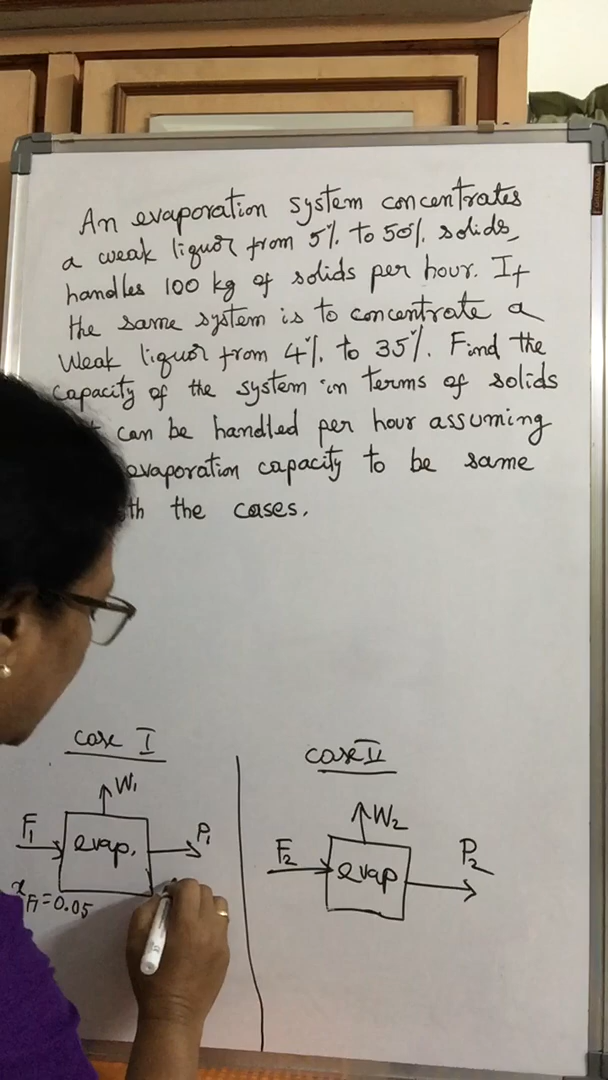 An evaporation system concentrates
a weak liquor from 5% to 50% solids,
handles 100 kg of solids per hour. If
the same system is to concentrate a
Weak liquor from 4% to 35%. Find the
capacity of the system in terms of solids
can be handled per hour assuming
evaporation capacity to be same
the cases.
case I
W1
F1
evap.
P1
xF1=0.05
case II
W2
F2
evap
P2